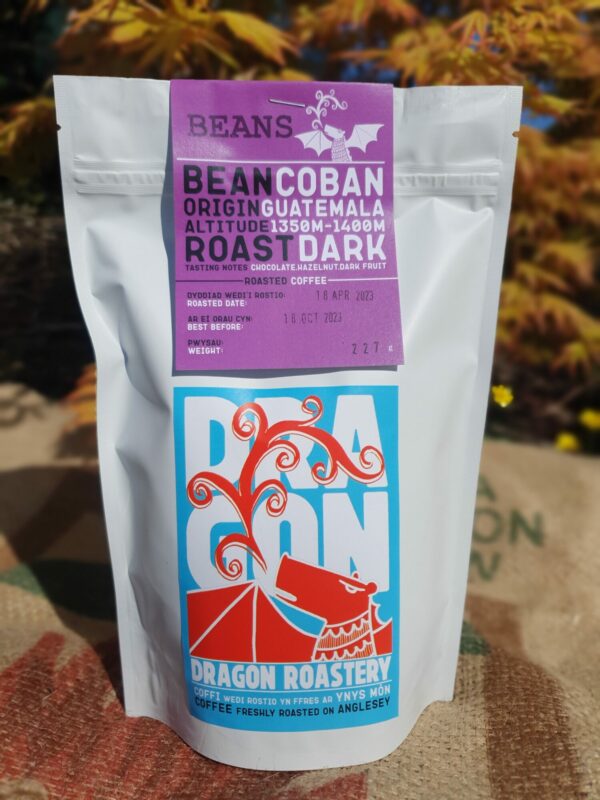 BEANS
BEAN COBAN
ORIGIN GUATEMALA
ALTITUDE 1350M-1400M
ROAST DARK
TASTING NOTES CHOCOLATE.HAZELNUT.DARK FRUIT
ROASTED COFFEE
DYDDIAD WEDI'I ROSTIO:
ROASTED DATE: 18 APR 2023
AR EI ORAU CYN:
BEST BEFORE: 18 OCT 2023
PWYSAU:
WEIGHT: 227 G
DRA
GON
DRAGON ROASTERY
COFFI WEDI ROSTIO YN FFRES AR YNYS MÔN
COFFEE FRESHLY ROASTED ON ANGLESEY